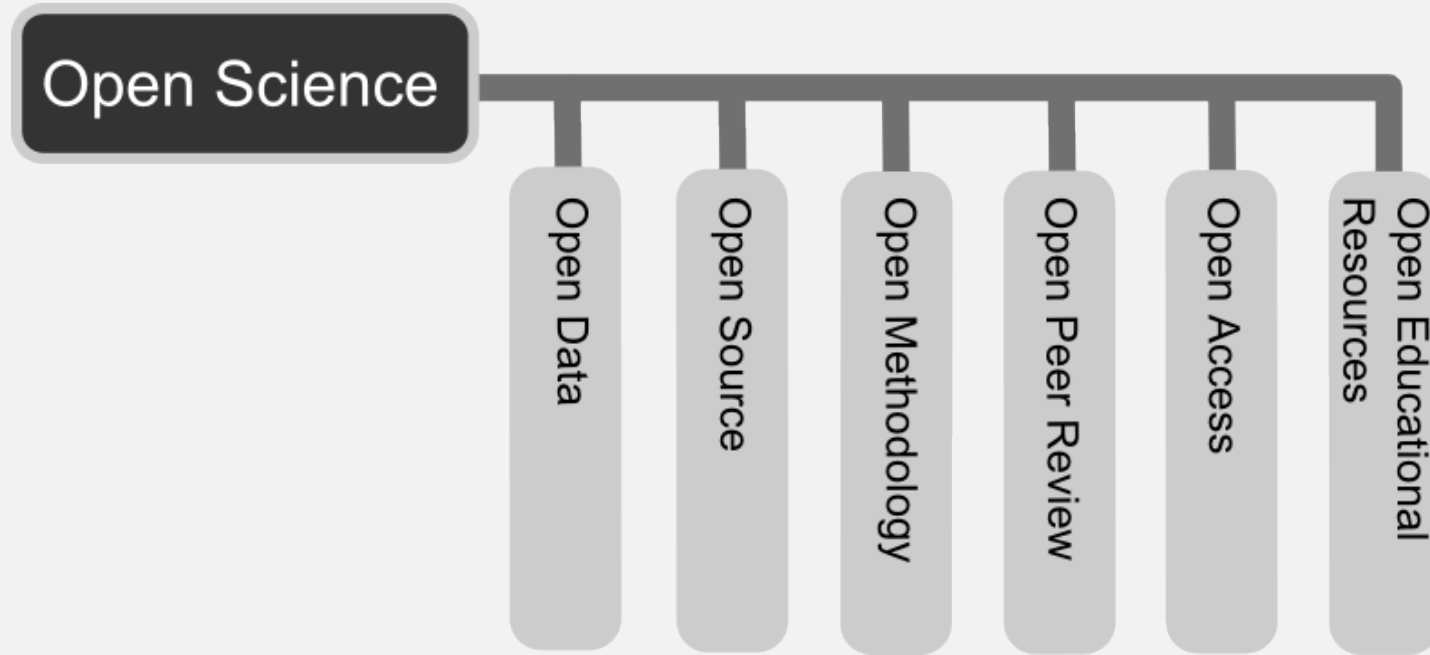 Open Science
Open Data
Open Source
Open Methodology
Open Peer Review
Open Access
Open Educational
Resources